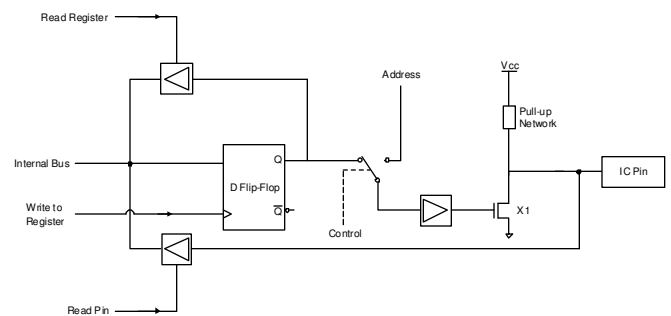 Read Register
Address
Vcc
Pull-up
Network
Internal Bus
Q
D Flip-Flop
IC Pin
Write to
Register
Q
X1
Control
Read Pin